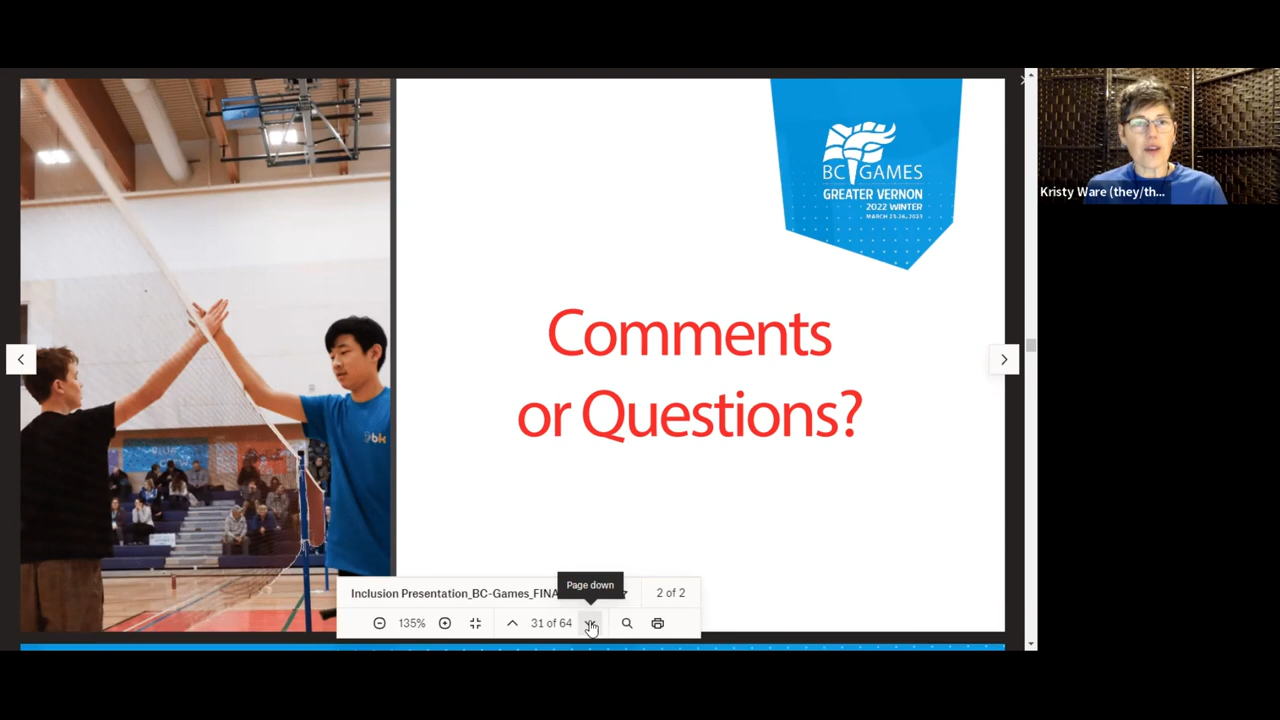 BC GAMES
GREATER VERNON
2022 WINTER
MARCH 23-26, 2023
Kristy Ware (they/th...
Comments
or Questions?
Page down
Inclusion Presentation_BC-Games_FINA
2 of 2
135%
31 of 64